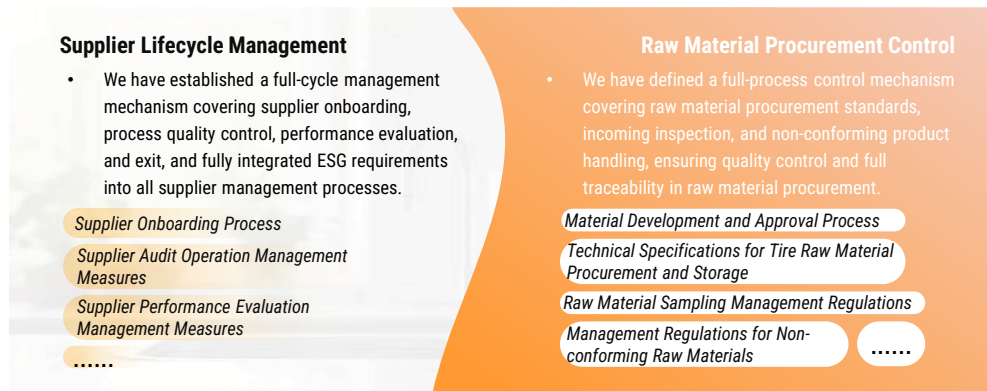 Supplier Lifecycle Management
• We have established a full-cycle management
mechanism covering supplier onboarding,
process quality control, performance evaluation,
and exit, and fully integrated ESG requirements
into all supplier management processes.
Supplier Onboarding Process
Supplier Audit Operation Management
Measures
Supplier Performance Evaluation
Management Measures
......
Raw Material Procurement Control
• We have defined a full-process control mechanism
covering raw material procurement standards,
incoming inspection, and non-conforming product
handling, ensuring quality control and full
traceability in raw material procurement.
Material Development and Approval Process
Technical Specifications for Tire Raw Material
Procurement and Storage
Raw Material Sampling Management Regulations
Management Regulations for Non-
conforming Raw Materials
......